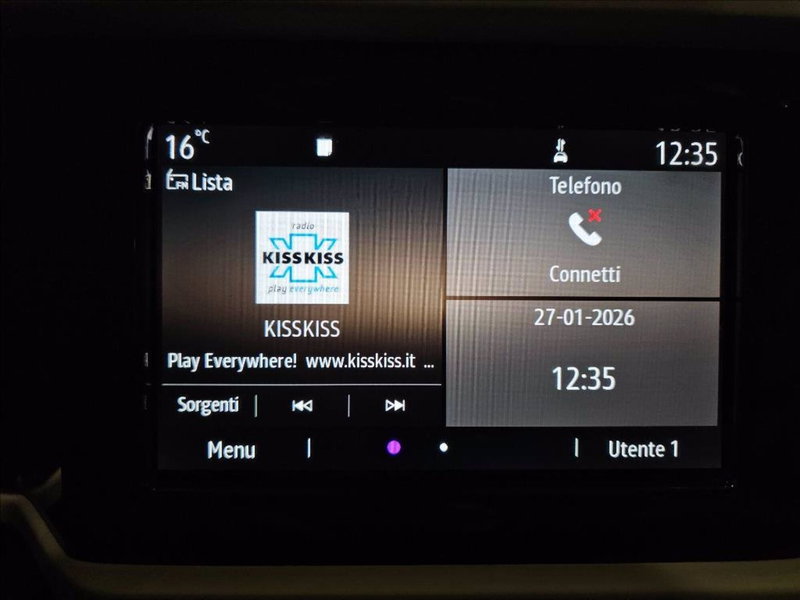 16°C
12:35
FM Lista
radio
KISSKISS
play everywhere
KISSKISS
Play Everywhere! www.kisskiss.it ...
Sorgenti
Telefono
Connetti
27-01-2026
12:35
Menu
Utente 1